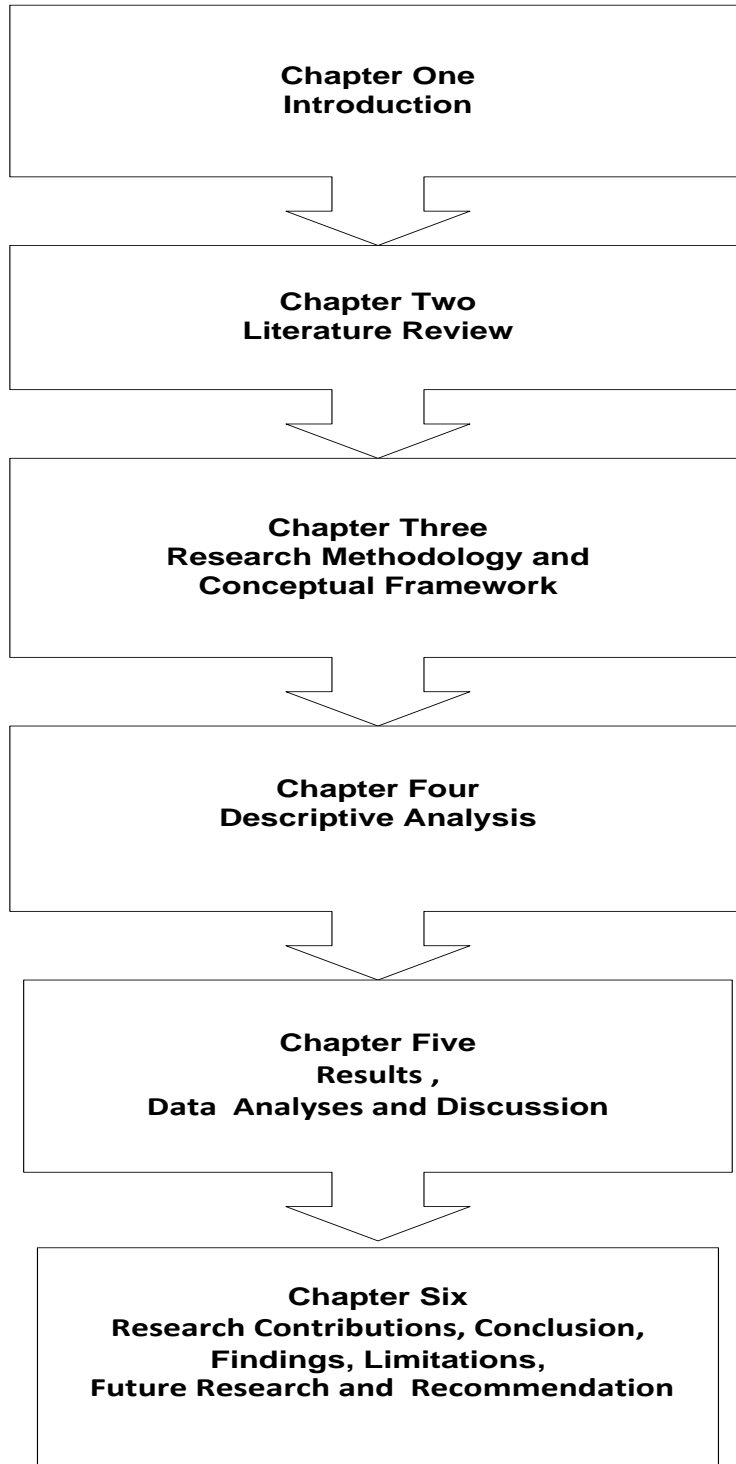 Chapter One
Introduction
Chapter Two
Literature Review
Chapter Three
Research Methodology and
Conceptual Framework
Chapter Four
Descriptive Analysis
Chapter Five
Results ,
Data  Analyses and Discussion
Chapter Six
Research Contributions, Conclusion,
Findings, Limitations,
Future Research and  Recommendation